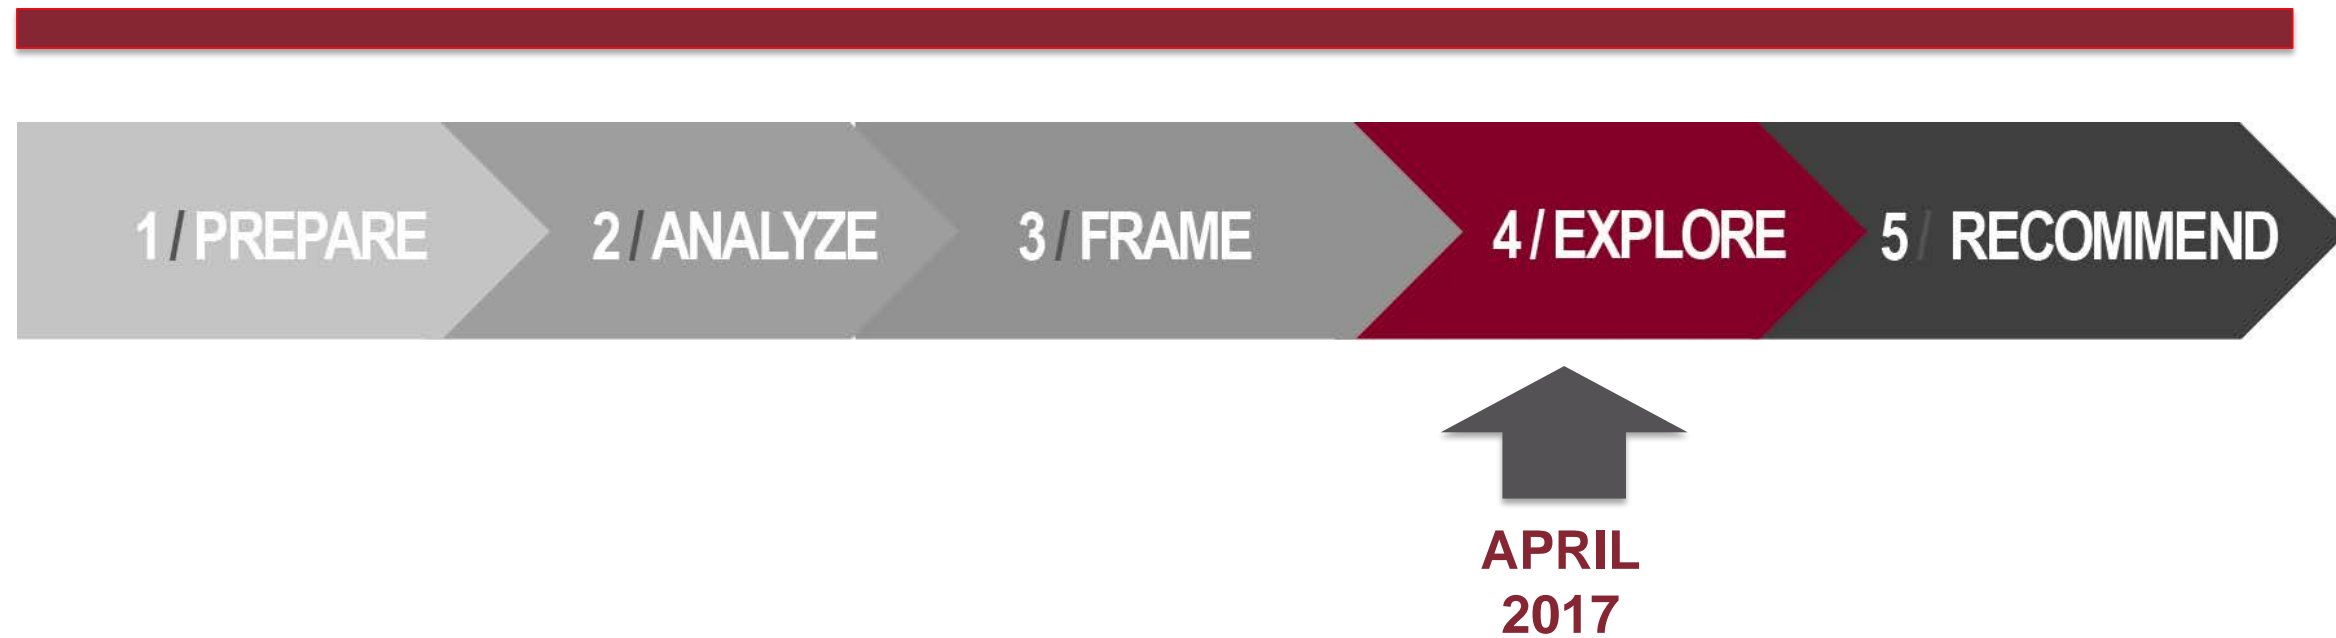 1 / PREPARE 2 / ANALYZE 3 / FRAME 4 / EXPLORE 5 / RECOMMEND
APRIL
2017